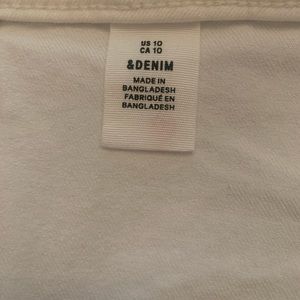 US 10
CA 10
&DENIM
MADE IN
BANGLADESH
FABRIQUÉ EN
BANGLADESH